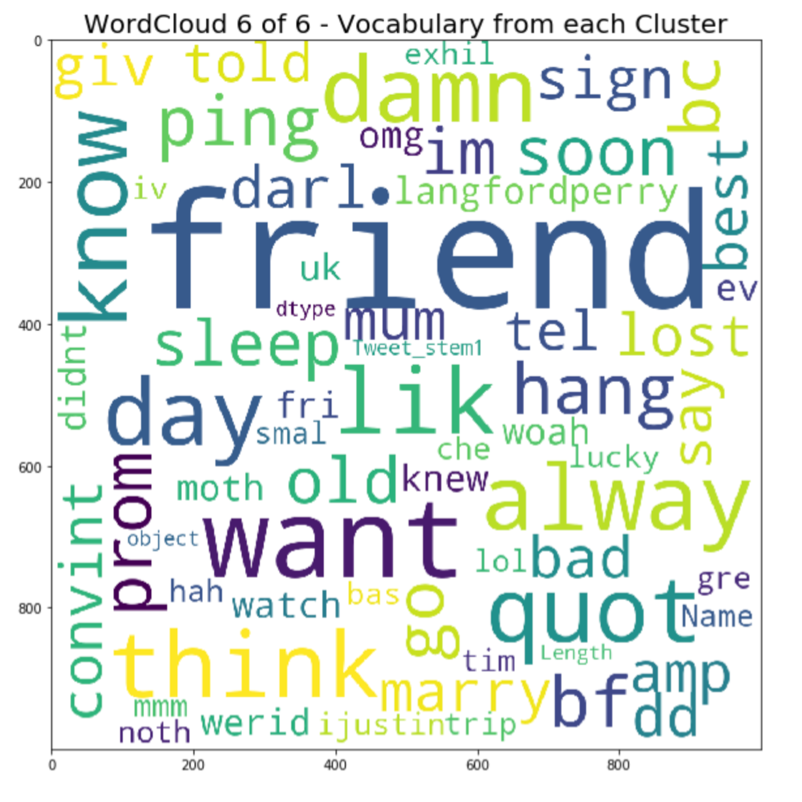 WordCloud 6 of 6 - Vocabulary from each Cluster
0
200
400
600
800
0
200
400
600
800
giv
told
exhil
damn
sign
bc
ping
omg
im
soon
know
iv
darl
langfordperry
best
friend
uk
ev
dtype
mum
tel
lost
didnt
sleep
Tweet_stem1
day
fri
lik
hang
say
smal
woah
che
lucky
prom
moth
old
knew
alway
convint
object
want
lol
bad
gre
hah
watch
bas
go
quot
Name
think
tim
Length
amp
marry
bf
dd
mmm
noth
werid
ijustintrip